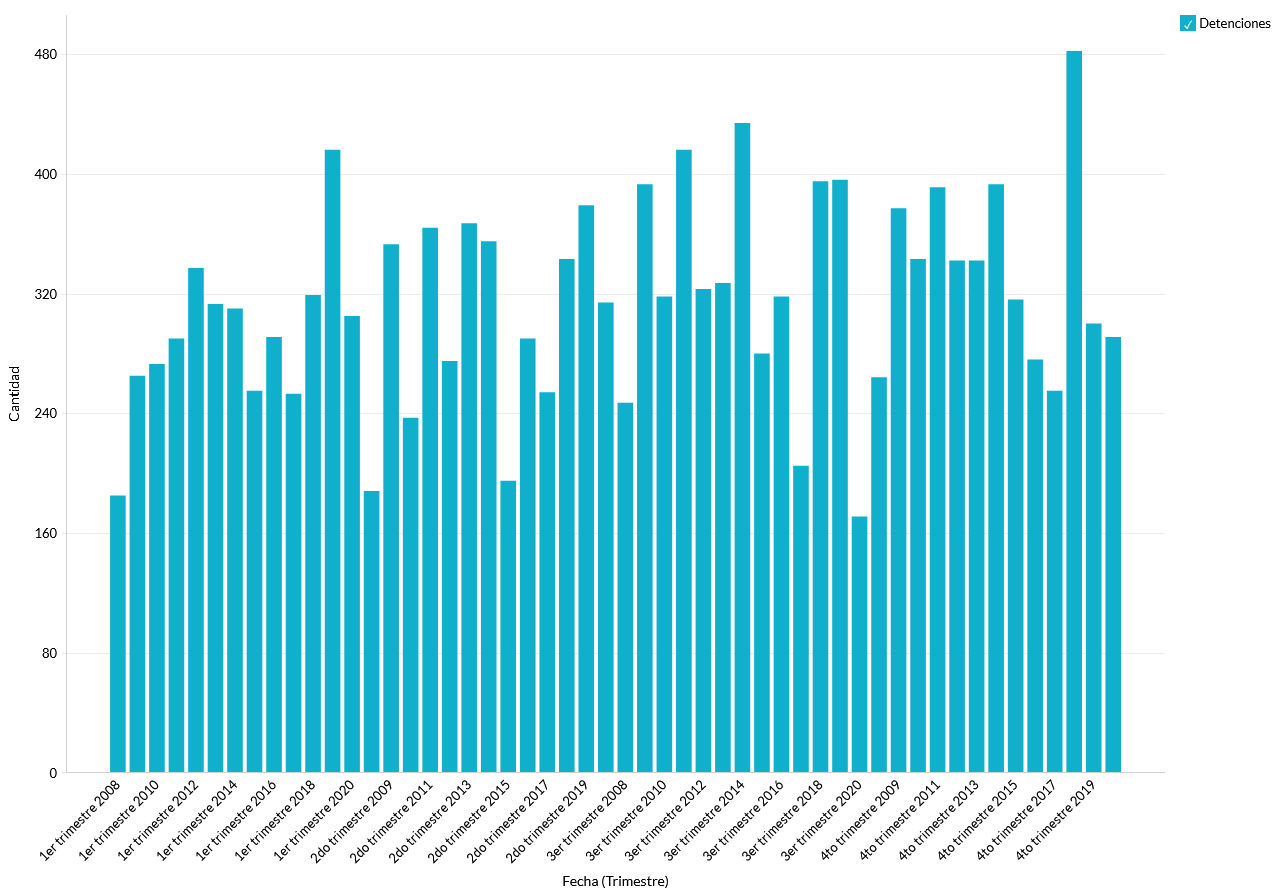 Detenciones
480
400
320
240
160
80
0
Cantidad
1er trimestre 2008
1er trimestre 2010
1er trimestre 2012
1er trimestre 2014
1er trimestre 2016
1er trimestre 2018
1er trimestre 2020
2do trimestre 2009
2do trimestre 2011
2do trimestre 2013
2do trimestre 2015
2do trimestre 2017
2do trimestre 2019
3er trimestre 2008
3er trimestre 2010
3er trimestre 2012
3er trimestre 2014
3er trimestre 2016
3er trimestre 2018
3er trimestre 2020
4to trimestre 2009
4to trimestre 2011
4to trimestre 2013
4to trimestre 2015
4to trimestre 2017
4to trimestre 2019
Fecha (Trimestre)